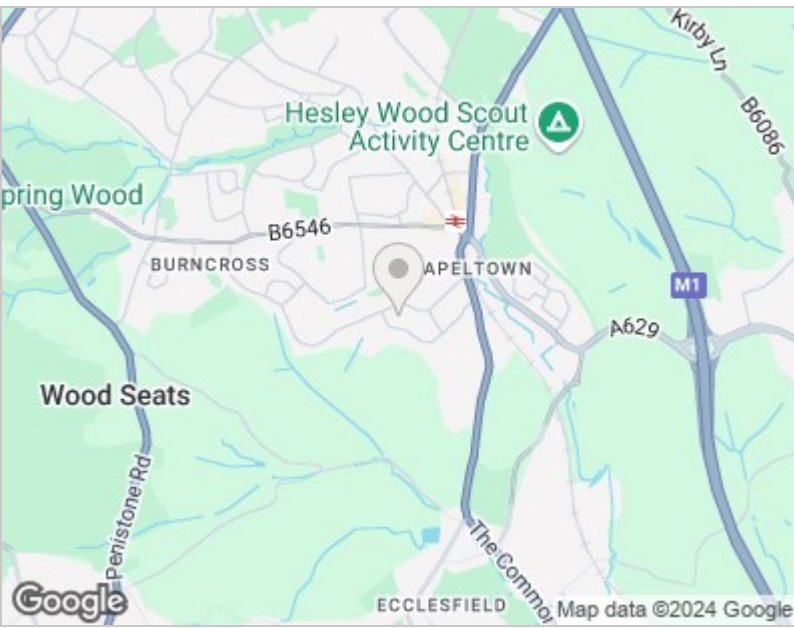 Kirby Ln
B6086
Hesley Wood Scout
Activity Centre
pring Wood
B6546
BURNCROSS
APELTOWN
M1
A629
Wood Seats
Penistone Rd
The Common
ECCLESFIELD
Google
Map data ©2024 Google